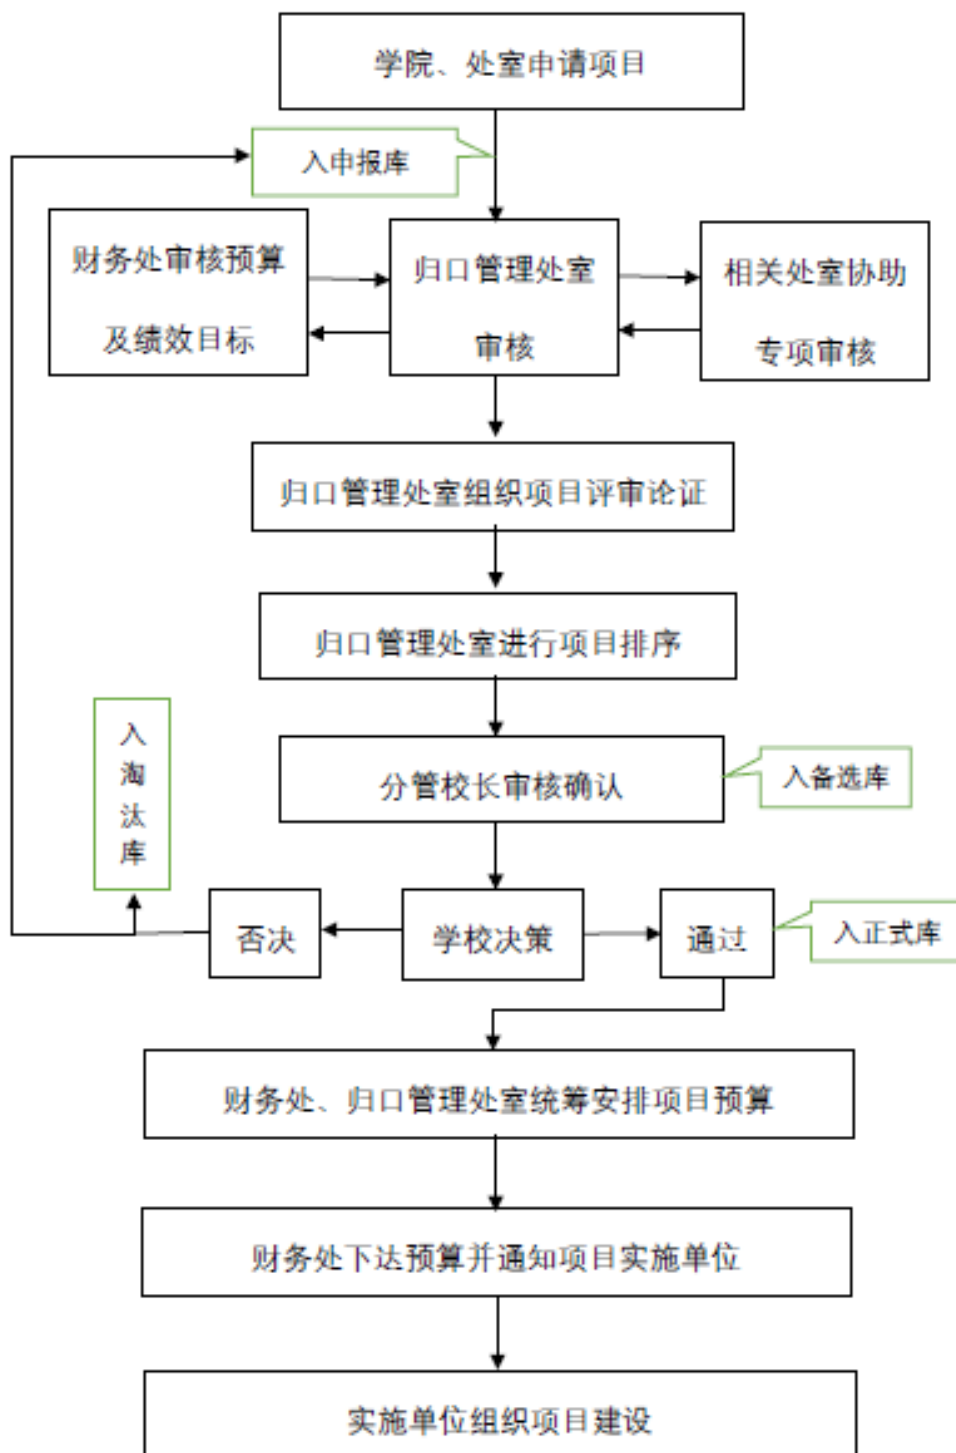 学院、处室申请项目
入申报库
财务处审核预算
及绩效目标
归口管理处室
审核
相关处室协助
专项审核
归口管理处室组织项目评审论证
归口管理处室进行项目排序
入
淘
汰
库
分管校长审核确认
入备选库
否决
学校决策
通过
入正式库
财务处、归口管理处室统筹安排项目预算
财务处下达预算并通知项目实施单位
实施单位组织项目建设